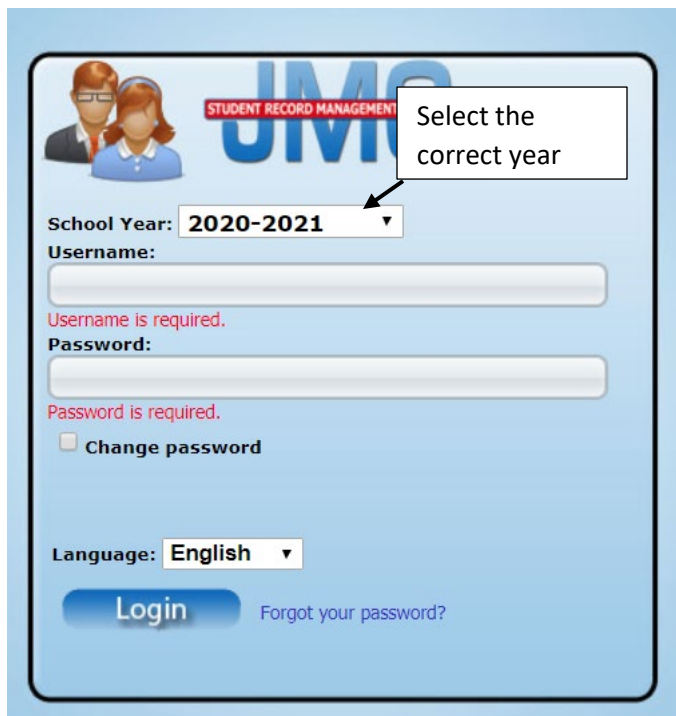 JMC
STUDENT RECORD MANAGEMENT
Select the
correct year
School Year: 2020-2021
Username:
Username is required.
Password:
Password is required.
Change password
Language: English
Login
Forgot your password?